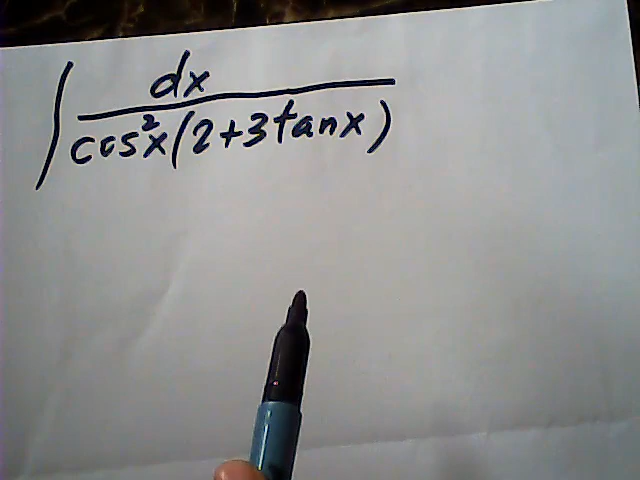 ∫ dx
cos²x(2+3tanx)